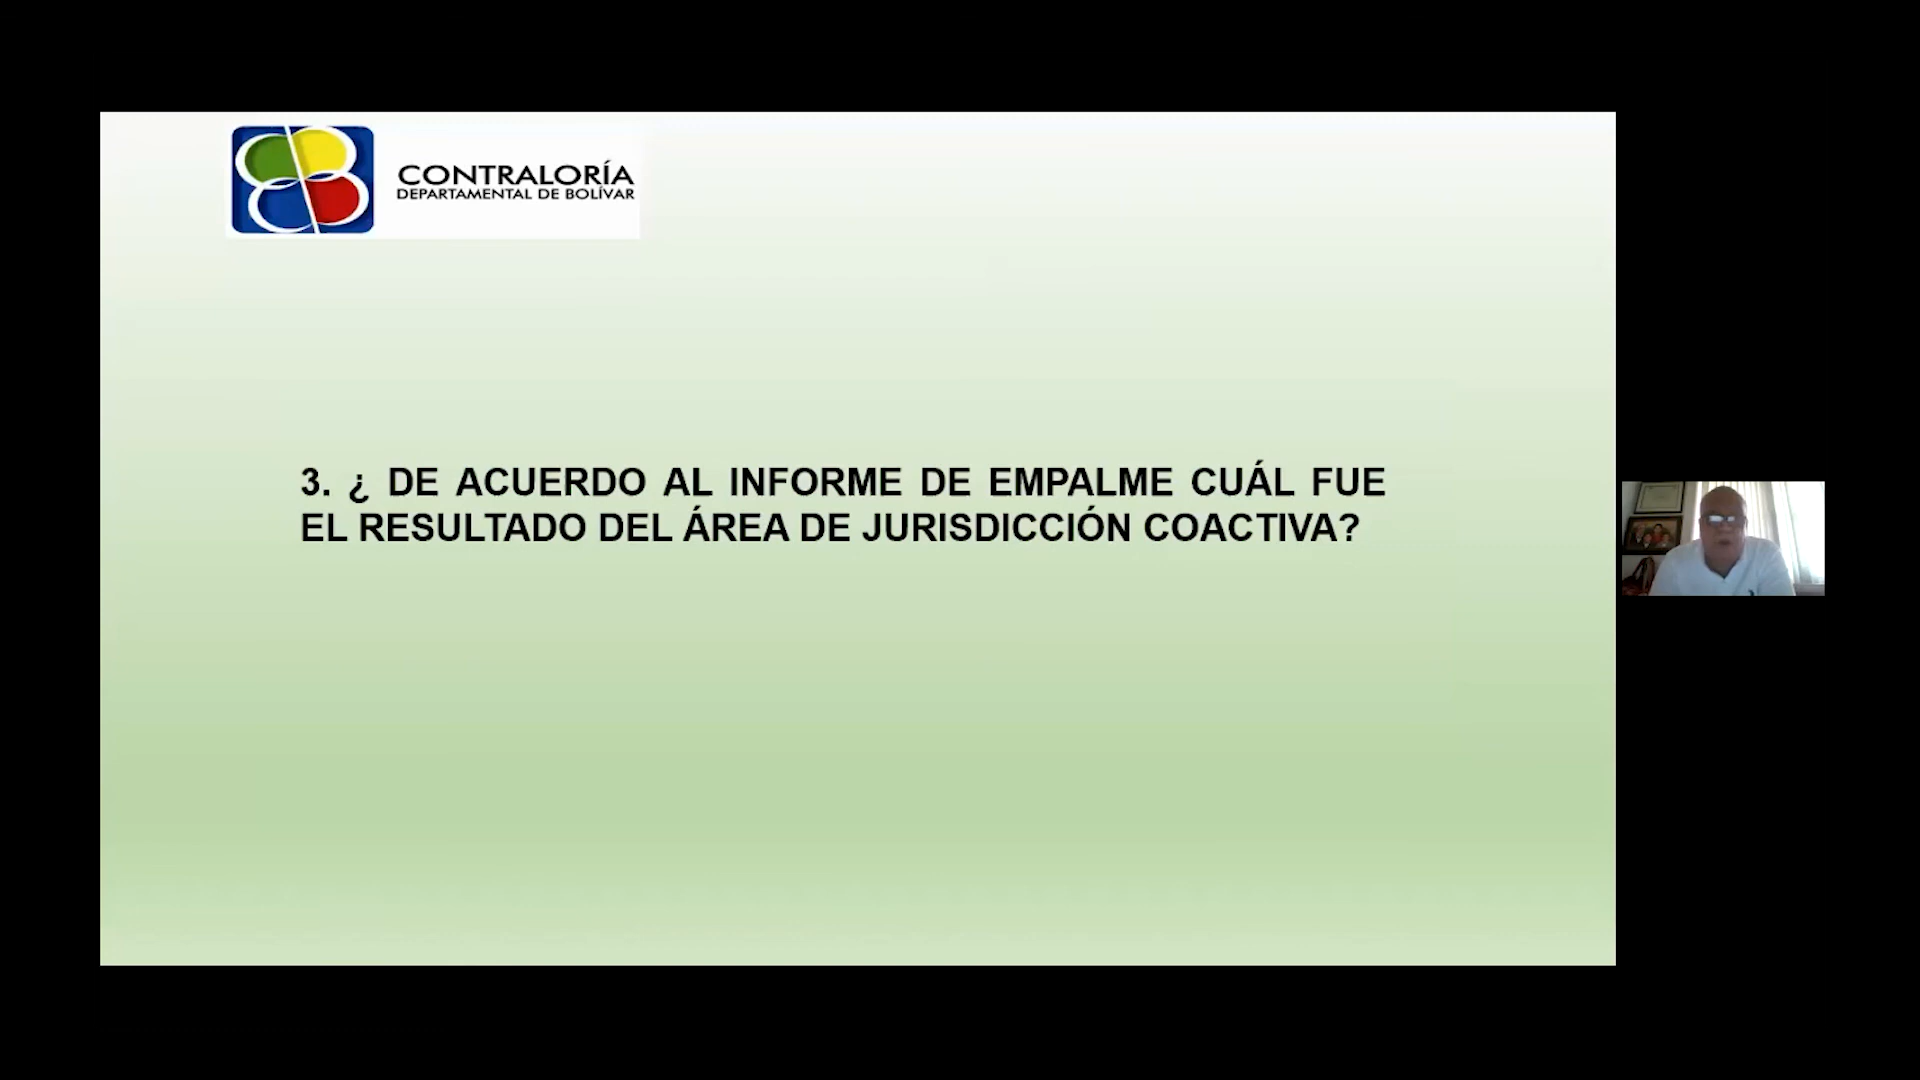 CONTRALORÍA
DEPARTAMENTAL DE BOLÍVAR
3. ¿ DE ACUERDO AL INFORME DE EMPALME CUÁL FUE
EL RESULTADO DEL ÁREA DE JURISDICCIÓN COACTIVA?